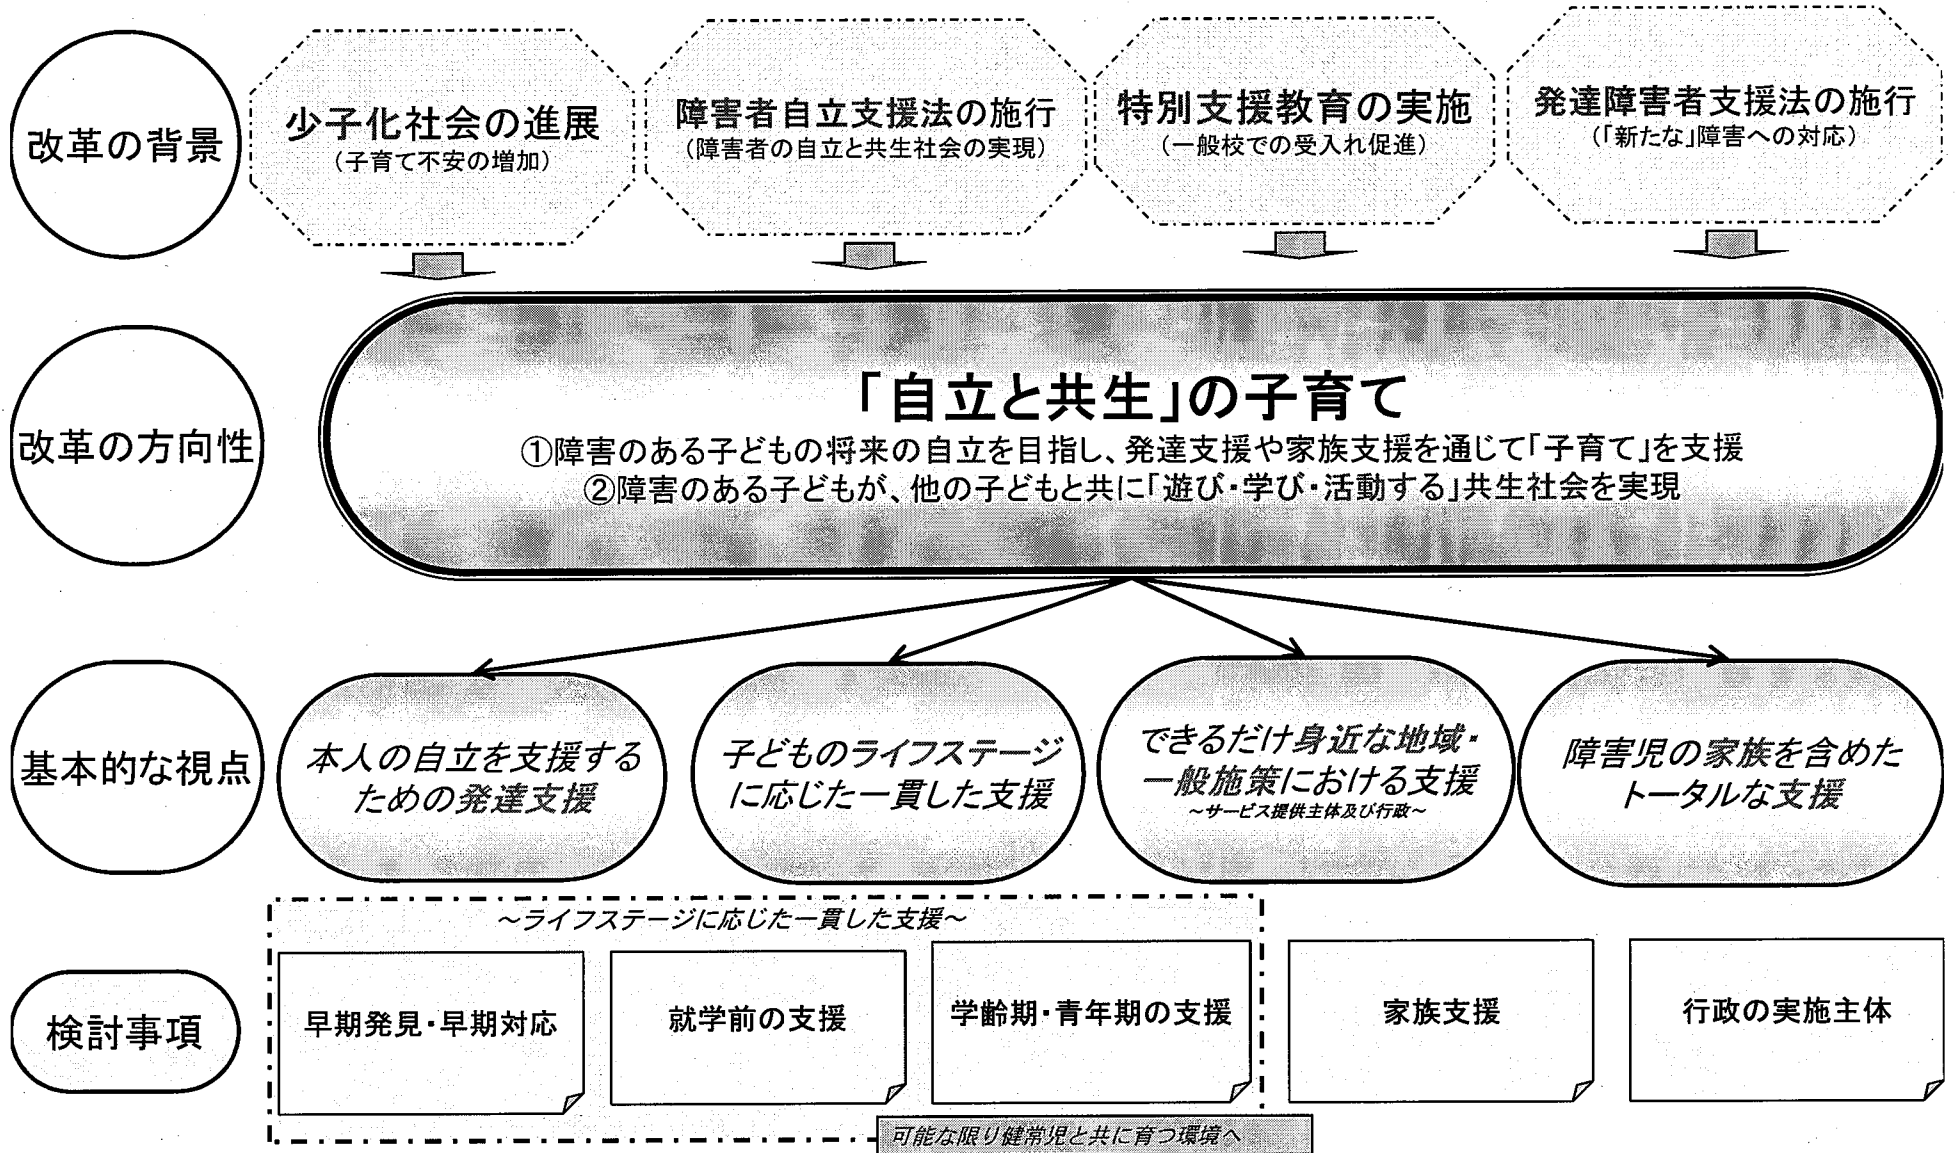 改革の背景
少子化社会の進展
(子育て不安の増加)
障害者自立支援法の施行
(障害者の自立と共生社会の実現)
特別支援教育の実施
(一般校での受入れ促進)
発達障害者支援法の施行
(「新たな」障害への対応)
改革の方向性
「自立と共生」の子育て
①障害のある子どもの将来の自立を目指し、発達支援や家族支援を通じて「子育て」を支援
②障害のある子どもが、他の子どもと共に「遊び・学び・活動する」共生社会を実現
基本的な視点
本人の自立を支援する
ための発達支援
子どものライフステージ
に応じた一貫した支援
できるだけ身近な地域・
一般施策における支援
～サービス提供主体及び行政～
障害児の家族を含めた
トータルな支援
検討事項
～ライフステージに応じた一貫した支援～
早期発見・早期対応
就学前の支援
学齢期・青年期の支援
家族支援
行政の実施主体
可能な限り健常児と共に育つ環境へ